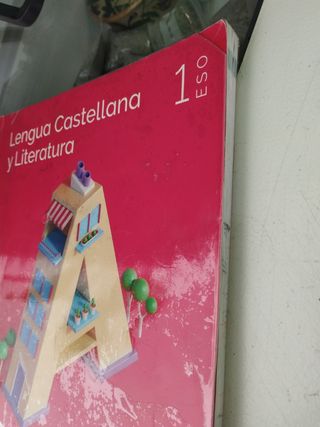 Lengua Castellana
y Literatura
1
ESO